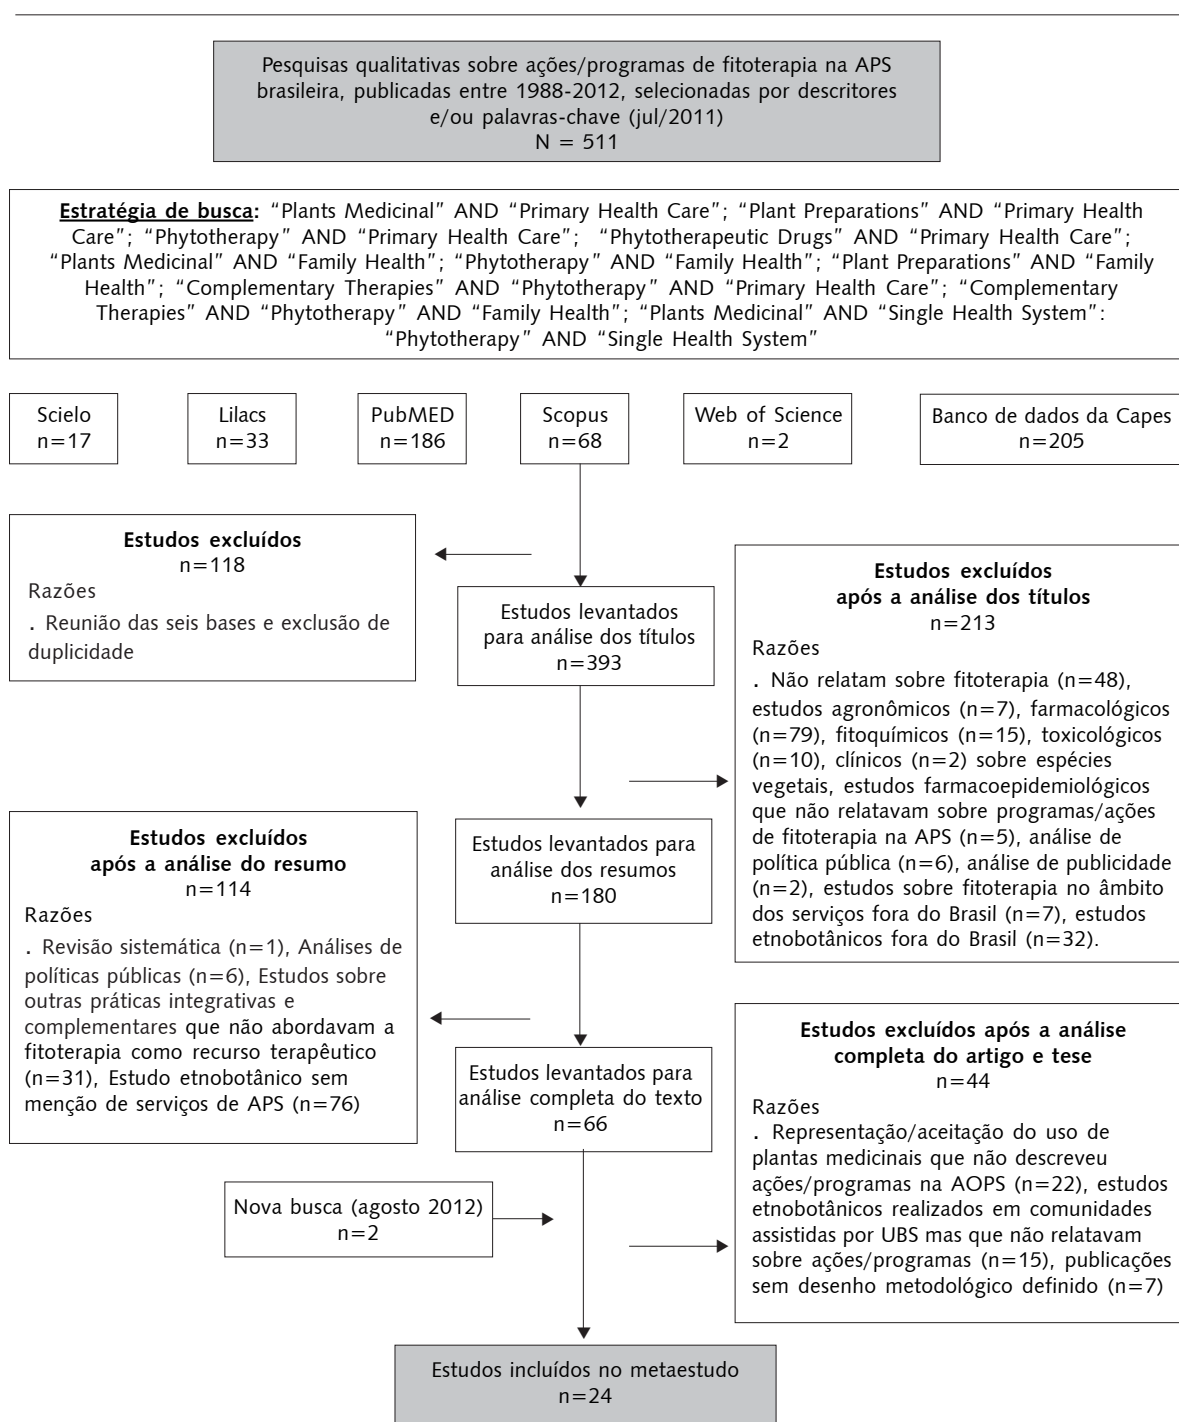 Pesquisas qualitativas sobre ações/programas de fitoterapia na APS
brasileira, publicadas entre 1988-2012, selecionadas por descritores
e/ou palavras-chave (jul/2011)
N = 511
Estratégia de busca: “Plants Medicinal” AND “Primary Health Care”; “Plant Preparations” AND “Primary Health
Care”; “Phytotherapy” AND “Primary Health Care”; “Phytotherapeutic Drugs” AND “Primary Health Care”;
“Plants Medicinal” AND “Family Health”; “Phytotherapy” AND “Family Health”; “Plant Preparations” AND “Family
Health”; “Complementary Therapies” AND “Phytotherapy” AND “Primary Health Care”; “Complementary
Therapies” AND “Phytotherapy” AND “Family Health”; “Plants Medicinal” AND “Single Health System”:
“Phytotherapy” AND “Single Health System”
Scielo
n=17
Lilacs
n=33
PubMED
n=186
Scopus
n=68
Web of Science
n=2
Banco de dados da Capes
n=205
Estudos excluídos
n=118
Razões
. Reunião das seis bases e exclusão de
duplicidade
Estudos levantados
para análise dos títulos
n=393
Estudos excluídos
após a análise dos títulos
n=213
Razões
. Não relatam sobre fitoterapia (n=48),
estudos agronômicos (n=7), farmacológicos
(n=79), fitoquímicos (n=15), toxicológicos
(n=10), clínicos (n=2) sobre espécies
vegetais, estudos farmacoepidemiológicos
que não relatavam sobre programas/ações
de fitoterapia na APS (n=5), análise de
política pública (n=6), análise de publicidade
(n=2), estudos sobre fitoterapia no âmbito
dos serviços fora do Brasil (n=7), estudos
etnobotânicos fora do Brasil (n=32).
Estudos levantados para
análise dos resumos
n=180
Estudos excluídos
após a análise do resumo
n=114
Razões
. Revisão sistemática (n=1), Análises de
políticas públicas (n=6), Estudos sobre
outras práticas integrativas e
complementares que não abordavam a
fitoterapia como recurso terapêutico
(n=31), Estudo etnobotânico sem
menção de serviços de APS (n=76)
Estudos levantados para
análise completa do texto
n=66
Estudos excluídos após a análise
completa do artigo e tese
n=44
Razões
. Representação/aceitação do uso de
plantas medicinais que não descreveu
ações/programas na AOPS (n=22), estudos
etnobotânicos realizados em comunidades
assistidas por UBS mas que não relatavam
sobre ações/programas (n=15), publicações
sem desenho metodológico definido (n=7)
Nova busca (agosto 2012)
n=2
Estudos incluídos no metaestudo
n=24